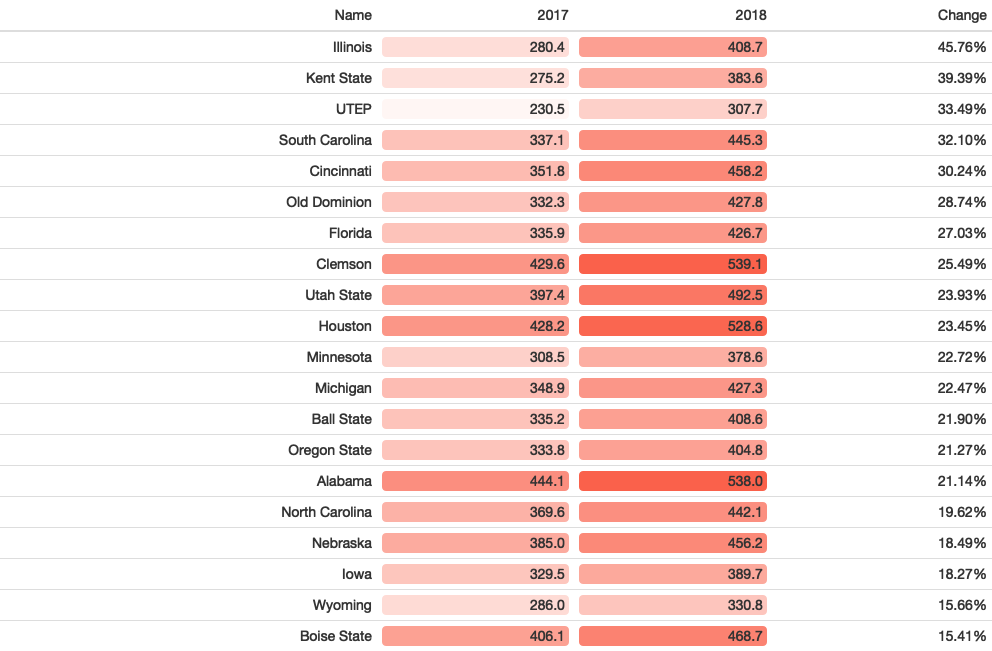 Name 2017 2018 Change
Illinois 280.4 408.7 45.76%
Kent State 275.2 383.6 39.39%
UTEP 230.5 307.7 33.49%
South Carolina 337.1 445.3 32.10%
Cincinnati 351.8 458.2 30.24%
Old Dominion 332.3 427.8 28.74%
Florida 335.9 426.7 27.03%
Clemson 429.6 539.1 25.49%
Utah State 397.4 492.5 23.93%
Houston 428.2 528.6 23.45%
Minnesota 308.5 378.6 22.72%
Michigan 348.9 427.3 22.47%
Ball State 335.2 408.6 21.90%
Oregon State 333.8 404.8 21.27%
Alabama 444.1 538.0 21.14%
North Carolina 369.6 442.1 19.62%
Nebraska 385.0 456.2 18.49%
Iowa 329.5 389.7 18.27%
Wyoming 286.0 330.8 15.66%
Boise State 406.1 468.7 15.41%